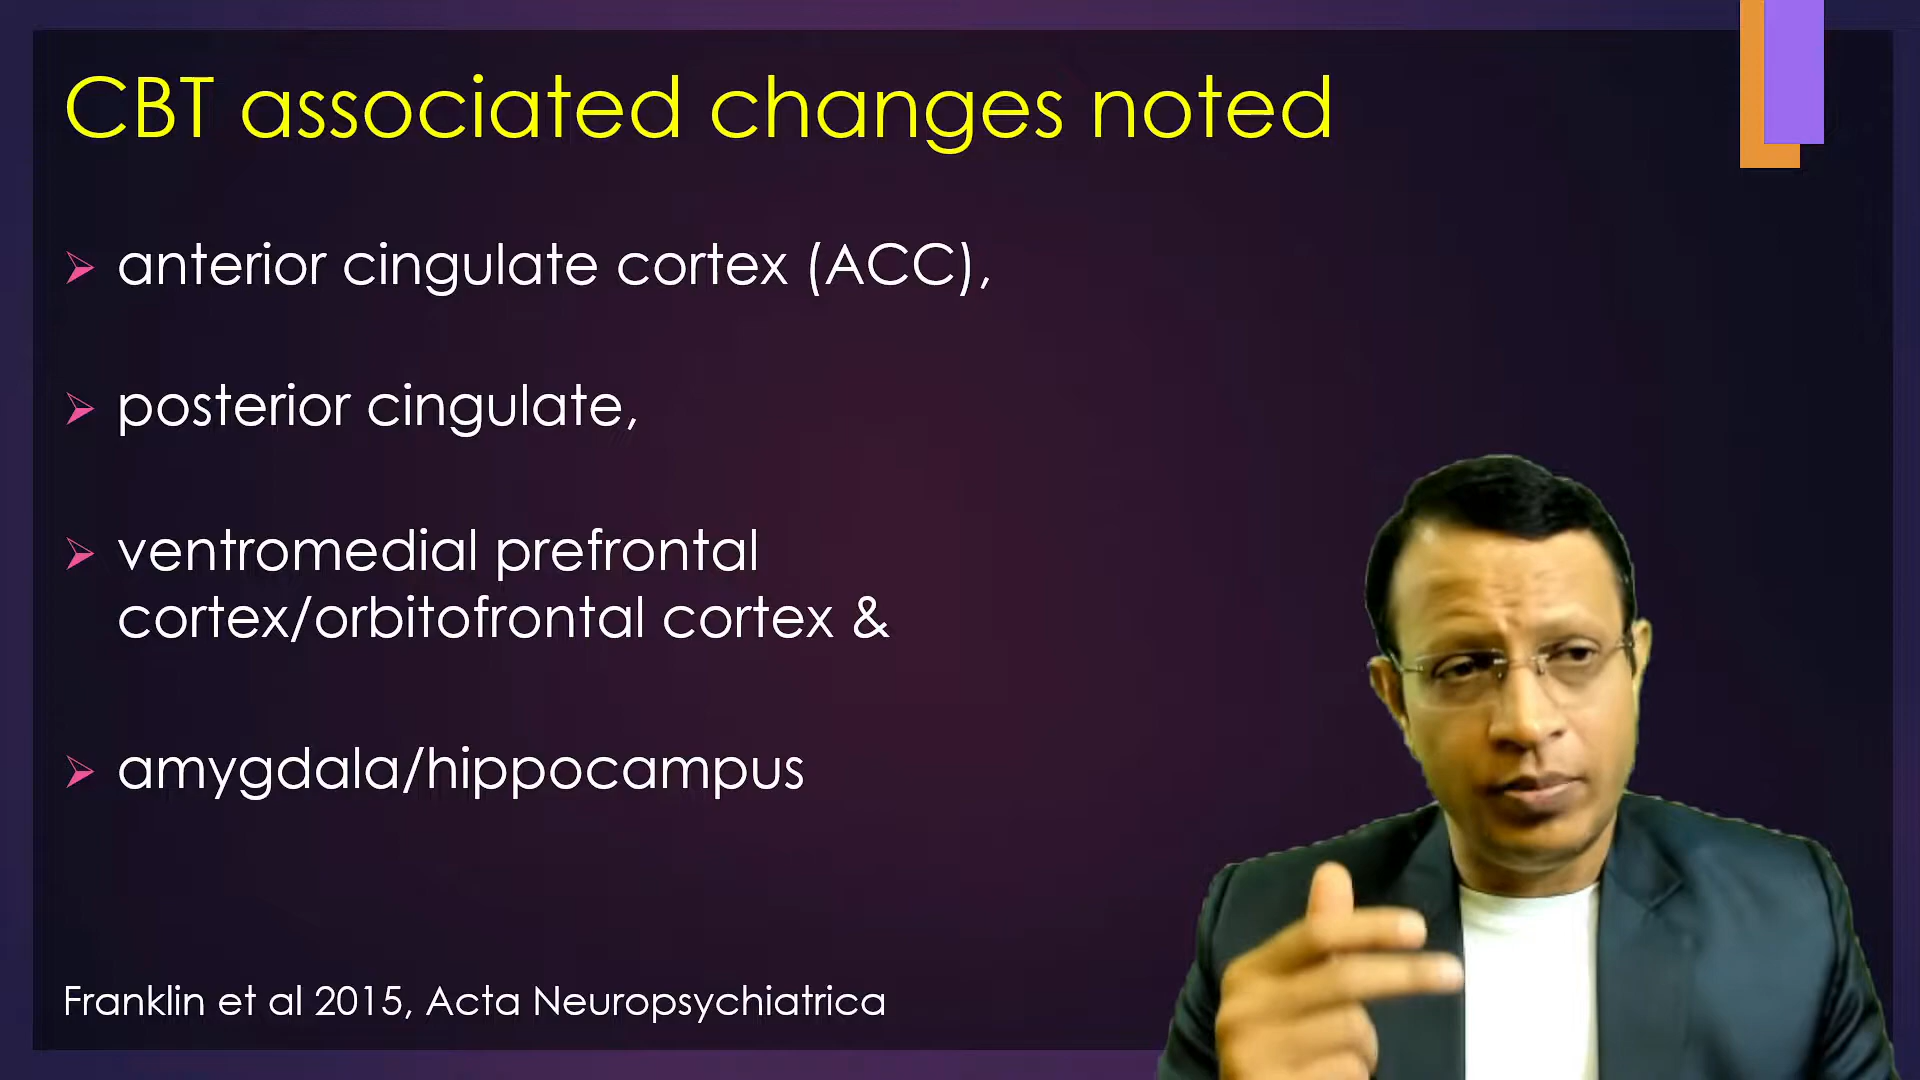 CBT associated changes noted
anterior cingulate cortex (ACC),
posterior cingulate,
ventromedial prefrontal
cortex/orbitofrontal cortex &
amygdala/hippocampus
Franklin et al 2015, Acta Neuropsychiatrica